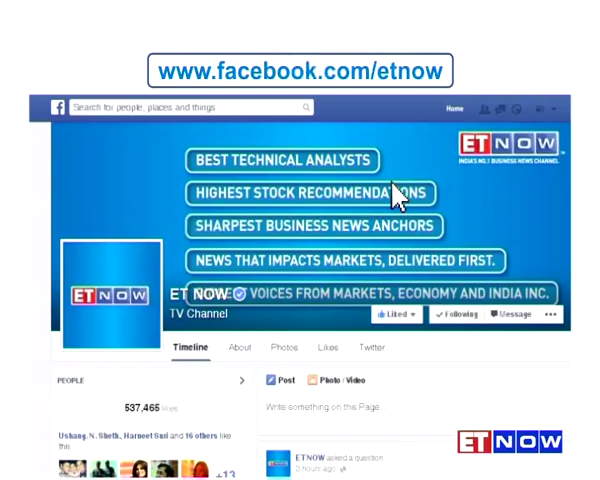 www.facebook.com/etnow
Search for people, places and things
Home
ET NOW
INDIA'S NO.1 BUSINESS NEWS CHANNEL
BEST TECHNICAL ANALYSTS
HIGHEST STOCK RECOMMENDATIONS
SHARPEST BUSINESS NEWS ANCHORS
NEWS THAT IMPACTS MARKETS, DELIVERED FIRST.
VOICES FROM MARKETS, ECONOMY AND INDIA INC.
ET NOW
ET NOW
TV Channel
Liked
Following
Message
Timeline
About
Photos
Likes
Twitter
PEOPLE
537,465 likes
Ushang. N. Sheth, Harneet Suri and 16 others like
this
+13
Post
Photo / Video
Write something on this Page
ET NOW
ETNOW asked a question
3 hours ago